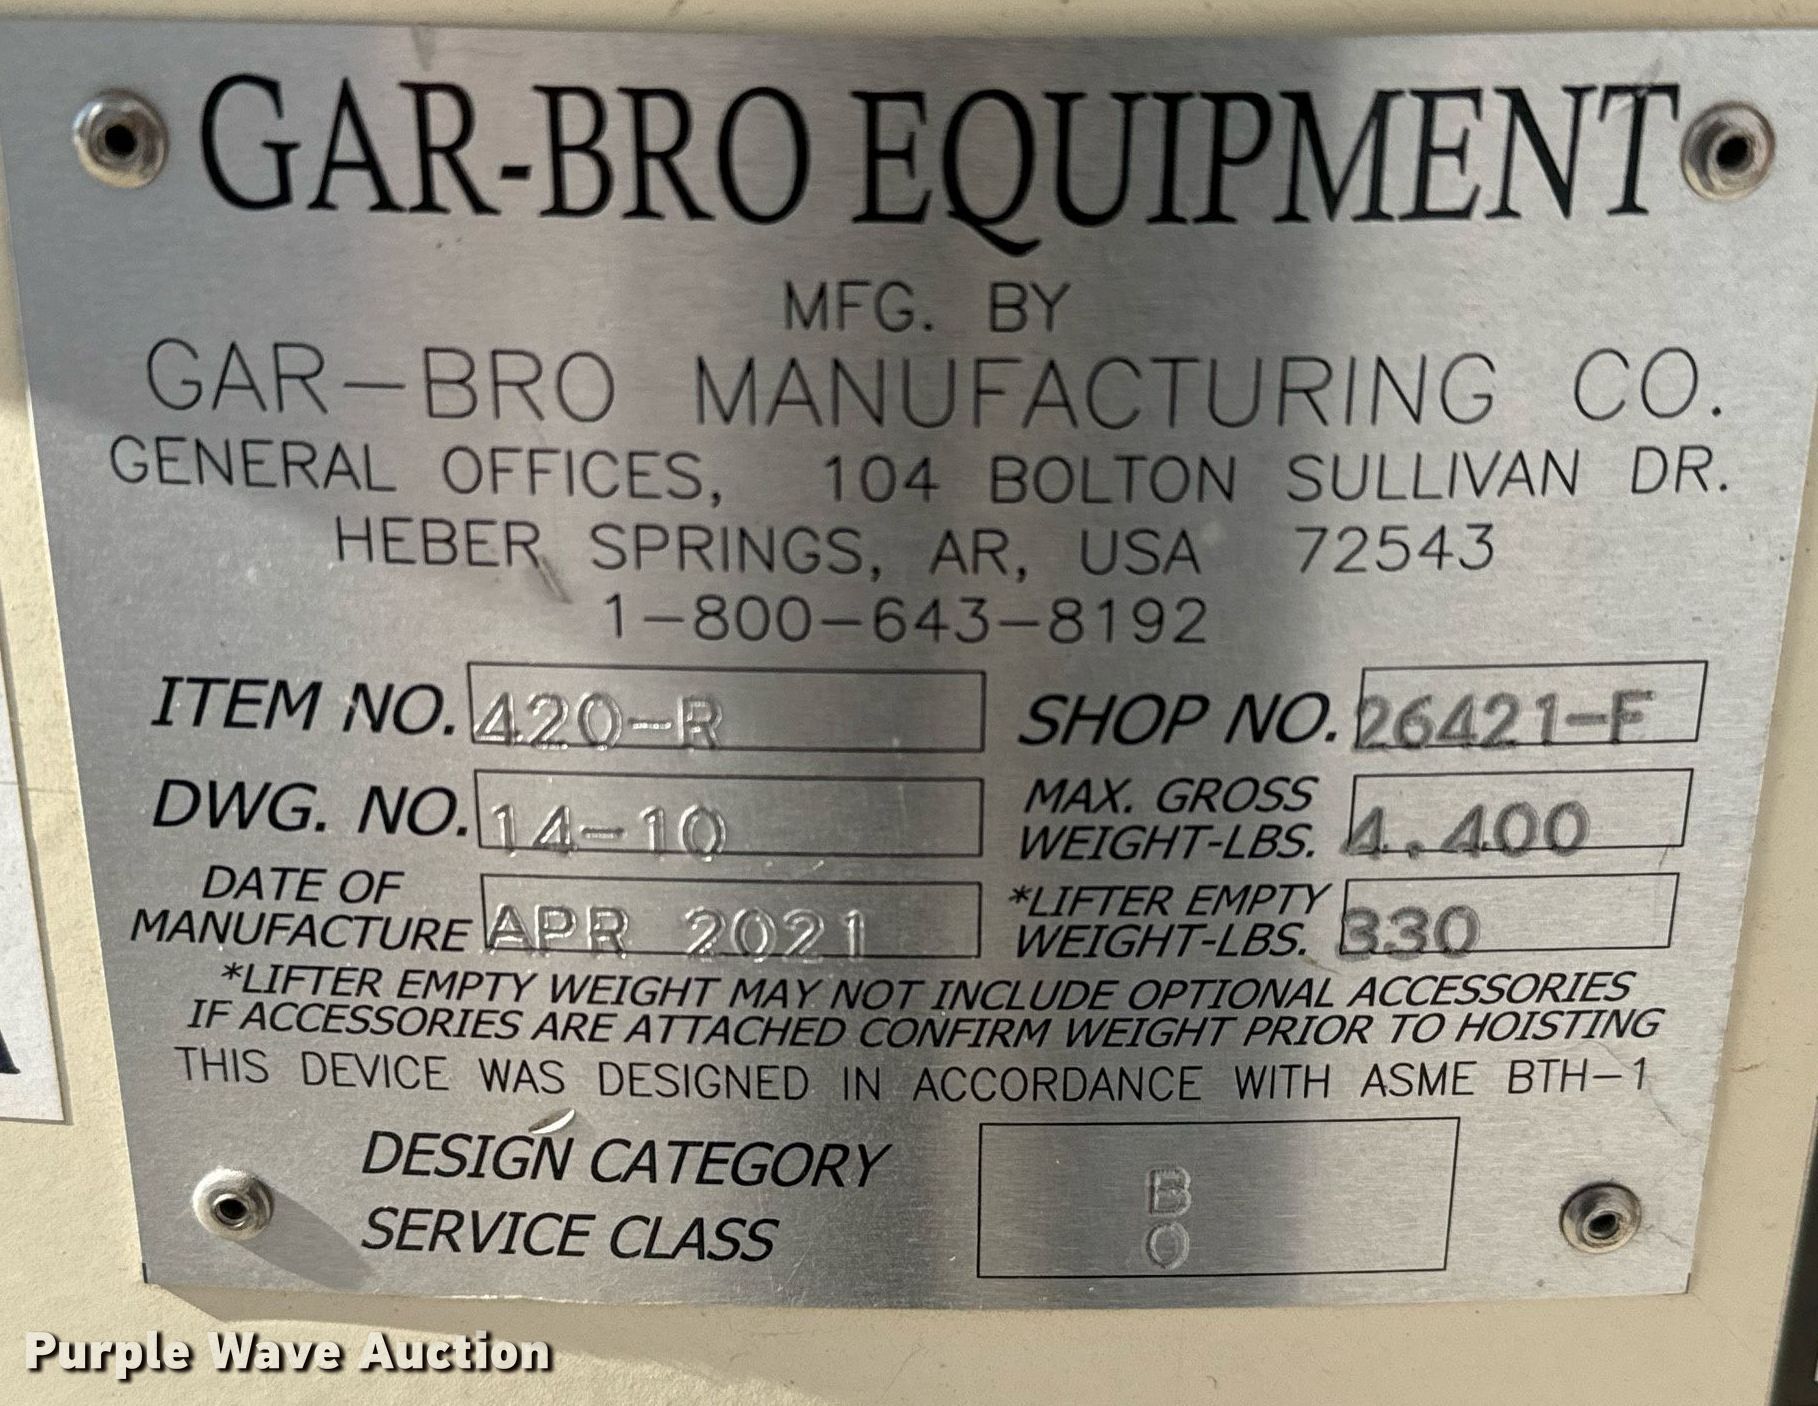 GAR-BRO EQUIPMENT
MFG. BY
GAR-BRO MANUFACTURING CO.
GENERAL OFFICES, 104 BOLTON SULLIVAN DR.
HEBER SPRINGS, AR, USA 72543
1-800-643-8192
ITEM NO. 420-R SHOP NO. 26421-F
DWG. NO. 14-10 MAX. GROSS WEIGHT-LBS. 4.400
DATE OF MANUFACTURE APR 2021 *LIFTER EMPTY WEIGHT-LBS. 330
*LIFTER EMPTY WEIGHT MAY NOT INCLUDE OPTIONAL ACCESSORIES
IF ACCESSORIES ARE ATTACHED CONFIRM WEIGHT PRIOR TO HOISTING
THIS DEVICE WAS DESIGNED IN ACCORDANCE WITH ASME BTH-1
DESIGN CATEGORY B
SERVICE CLASS 0
Purple Wave Auction